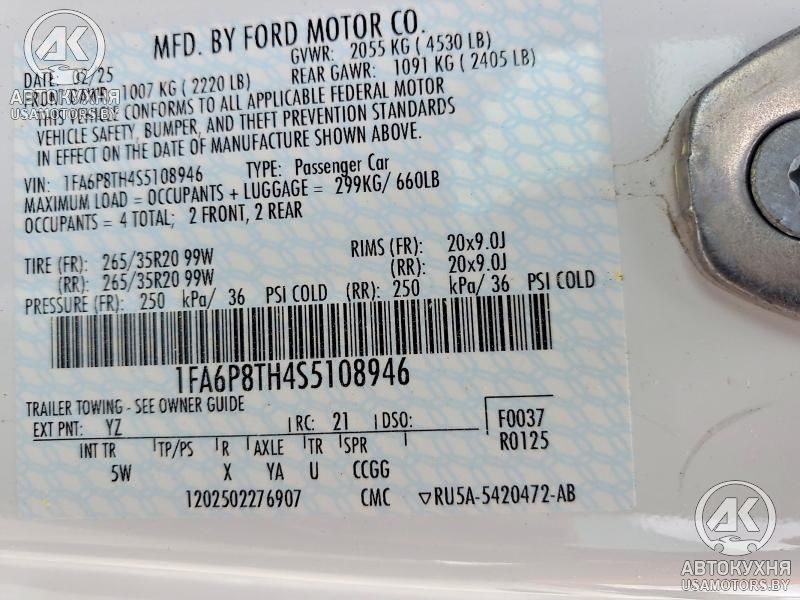 MFD. BY FORD MOTOR CO.
DATE: 02/25 GVWR: 2055 KG ( 4530 LB)
1007 KG ( 2220 LB) REAR GAWR: 1091 KG ( 2405 LB)
THIS VEHICLE CONFORMS TO ALL APPLICABLE FEDERAL MOTOR
VEHICLE SAFETY, BUMPER, AND THEFT PREVENTION STANDARDS
IN EFFECT ON THE DATE OF MANUFACTURE SHOWN ABOVE.
VIN: 1FA6P8TH4S5108946 TYPE: Passenger Car
MAXIMUM LOAD = OCCUPANTS + LUGGAGE = 299KG/ 660LB
OCCUPANTS = 4 TOTAL; 2 FRONT, 2 REAR
TIRE (FR): 265/35R20 99W RIMS (FR): 20x9.0J
(RR): 265/35R20 99W (RR): 20x9.0J
PRESSURE (FR): 250 kPa/ 36 PSI COLD (RR): 250 kPa/ 36 PSI COLD
1FA6P8TH4S5108946
TRAILER TOWING - SEE OWNER GUIDE
EXT PNT: YZ RC: 21 DSO: F0037
R0125
INT TR TP/PS R AXLE TR SPR
5W X YA U CCGG
1202502276907 CMC RU5A-5420472-AB
АК
АВТОКУХНЯ
USAMOTORS.BY
АК
АВТОКУХНЯ
USAMOTORS.BY